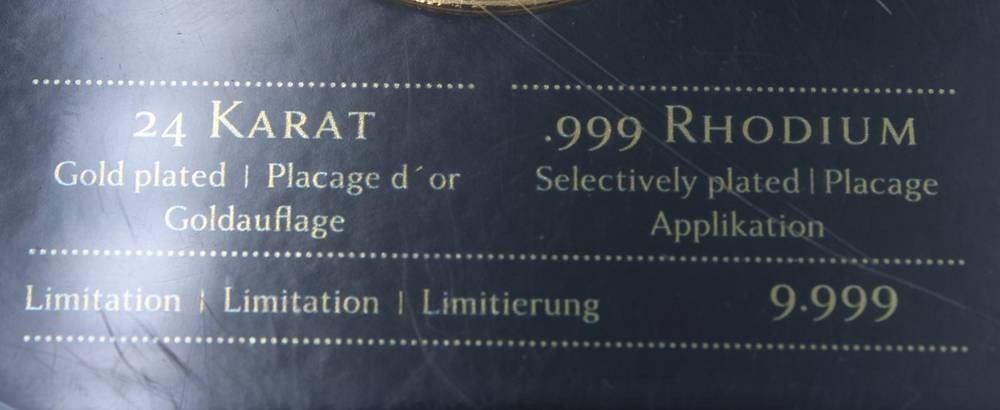 24 KARAT
Gold plated | Placage d´or
Goldauflage
.999 RHODIUM
Selectively plated | Placage
Applikation
Limitation | Limitation | Limitierung 9.999